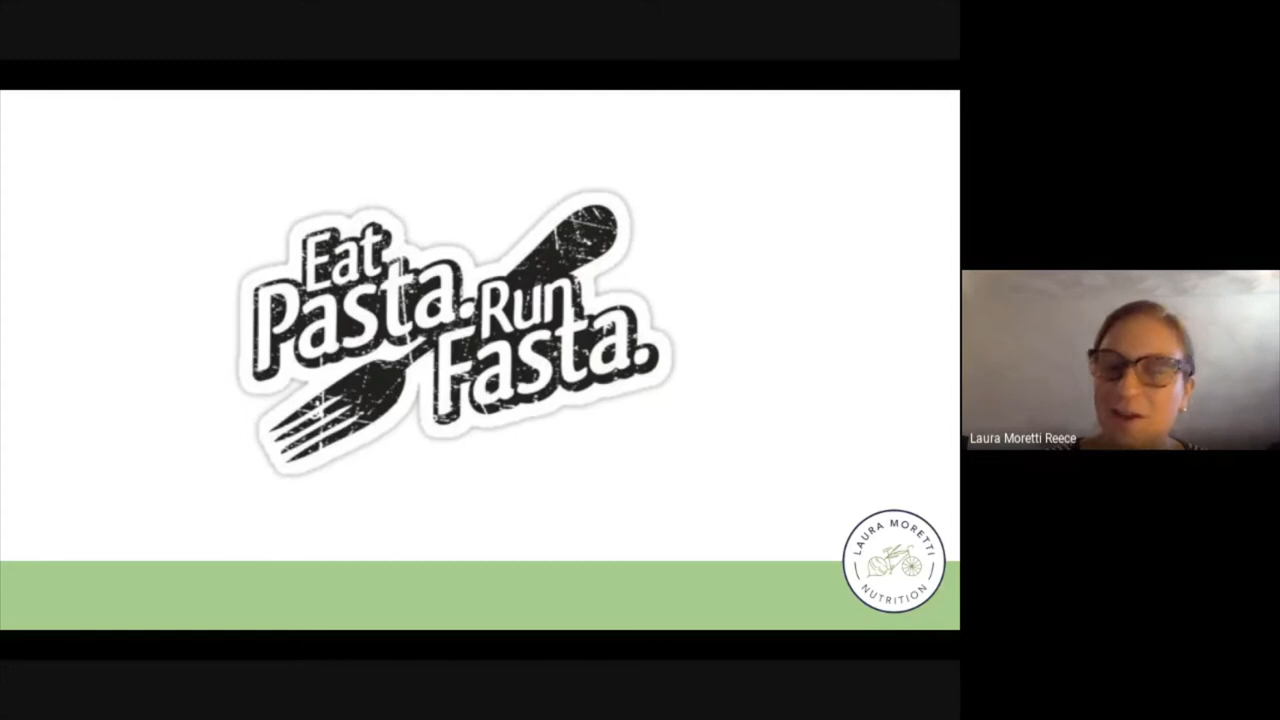 Eat
Pasta.
Run
Fasta.
LAURA MORETTI
NUTRITION
Laura Moretti Reece